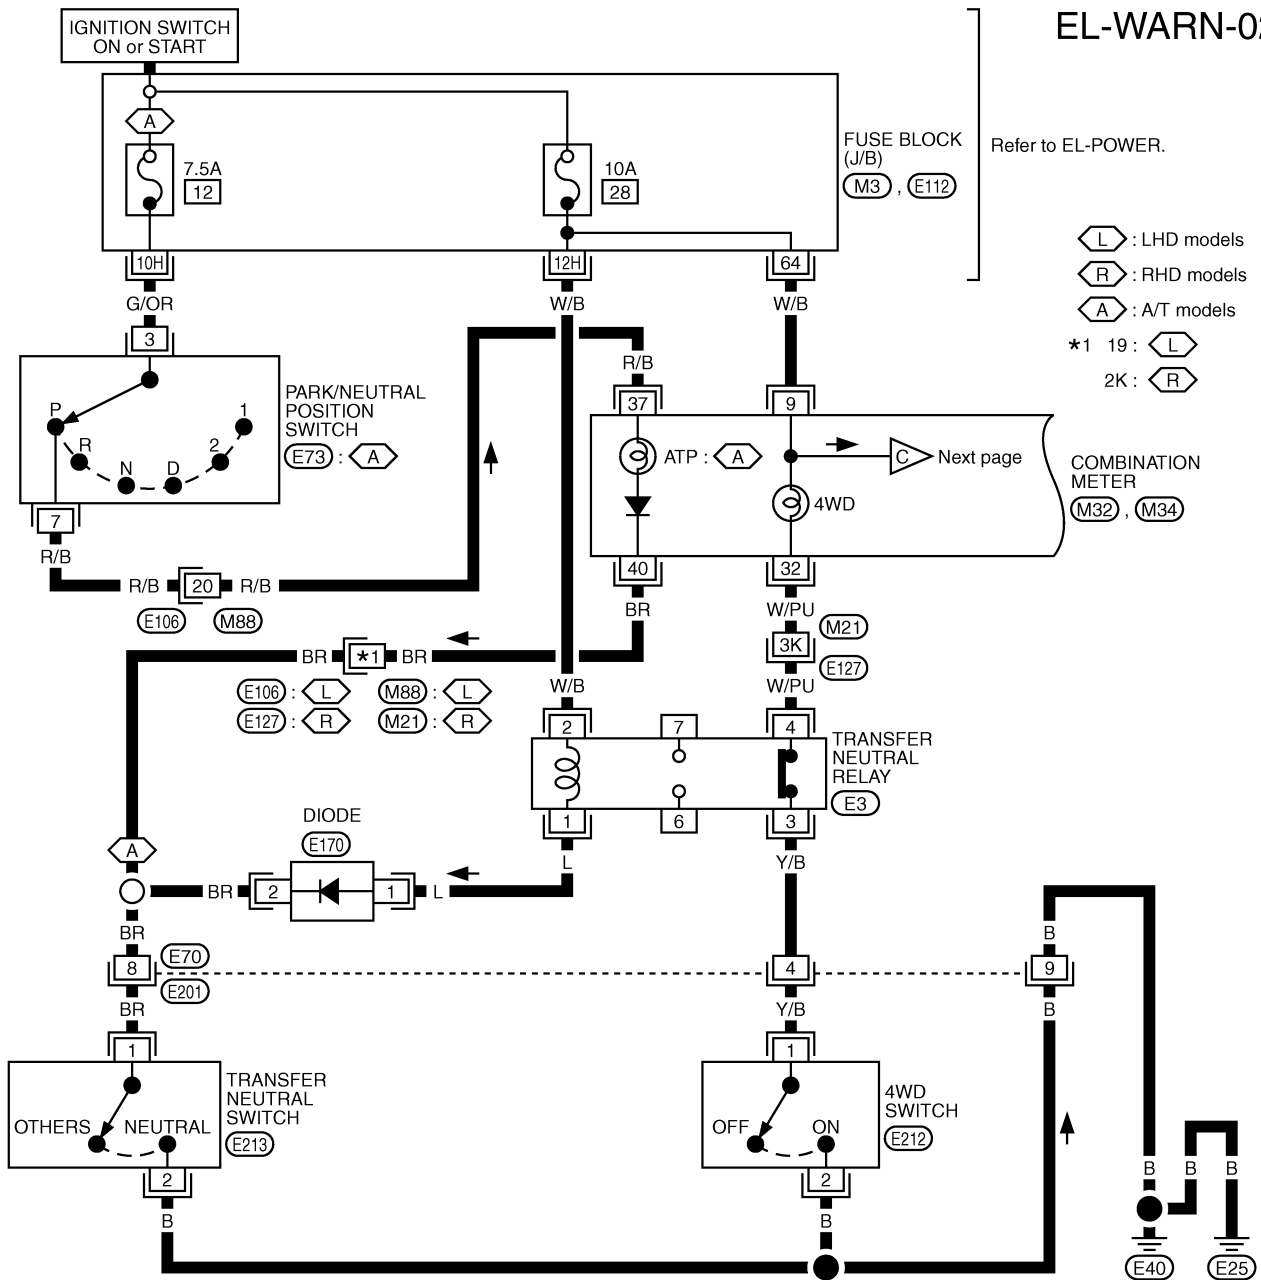 IGNITION SWITCH
ON or START
EL-WARN-02
A
7.5A
12
10A
28
FUSE BLOCK
(J/B)
M3 , E112
Refer to EL-POWER.
L : LHD models
R : RHD models
A : A/T models
*1 19 : L
2K : R
10H
12H
64
G/OR
W/B
W/B
3
R/B
37
9
PARK/NEUTRAL
POSITION
SWITCH
E73 : A
P
R
N
D
2
1
7
R/B
R/B
20
R/B
E106
M88
ATP : A
C
Next page
4WD
COMBINATION
METER
M32 , M34
40
32
BR
W/PU
3K
M21
E127
W/PU
BR
*1
BR
E106 : L
M88 : L
E127 : R
M21 : R
W/B
2
7
4
TRANSFER
NEUTRAL
RELAY
E3
1
6
3
L
Y/B
DIODE
E170
A
BR
2
1
L
BR
8
E70
E201
4
9
B
BR
Y/B
B
1
1
TRANSFER
NEUTRAL
SWITCH
E213
OTHERS
NEUTRAL
2
B
4WD
SWITCH
E212
OFF
ON
2
B
B
B
B
E40
E25